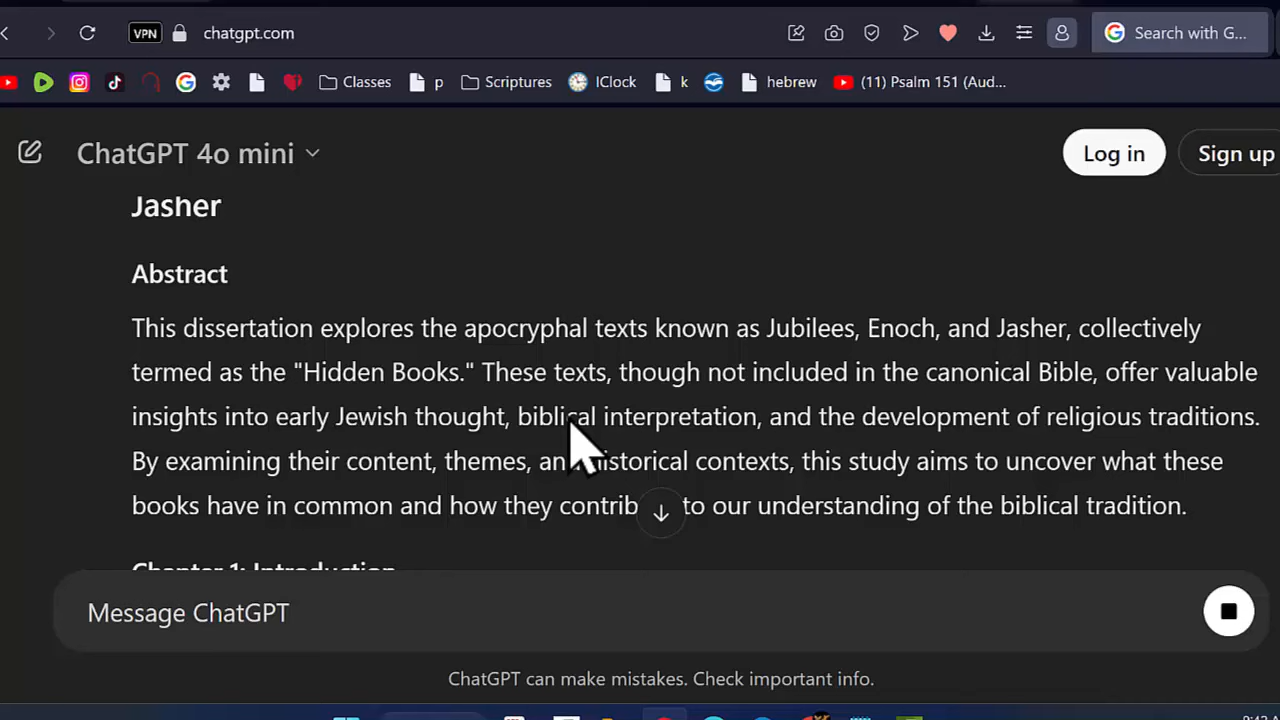 VPN chatgpt.com Search with G...
Classes p Scriptures IClock k hebrew (11) Psalm 151 (Aud...
ChatGPT 4o mini Log in Sign up
Jasher
Abstract
This dissertation explores the apocryphal texts known as Jubilees, Enoch, and Jasher, collectively
termed as the "Hidden Books." These texts, though not included in the canonical Bible, offer valuable
insights into early Jewish thought, biblical interpretation, and the development of religious traditions.
By examining their content, themes, an historical contexts, this study aims to uncover what these
books have in common and how they contrib to our understanding of the biblical tradition.
Chapter 1: Introduction
Message ChatGPT
ChatGPT can make mistakes. Check important info.